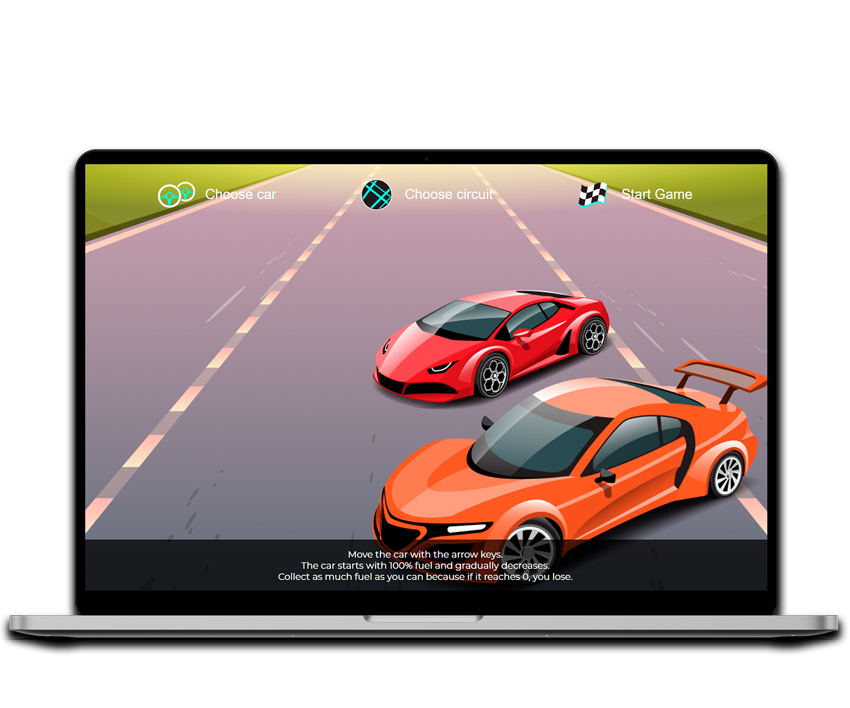 Choose car
Choose circuit
Start Game
Move the car with the arrow keys.
The car starts with 100% fuel and gradually decreases.
Collect as much fuel as you can because if it reaches 0, you lose.